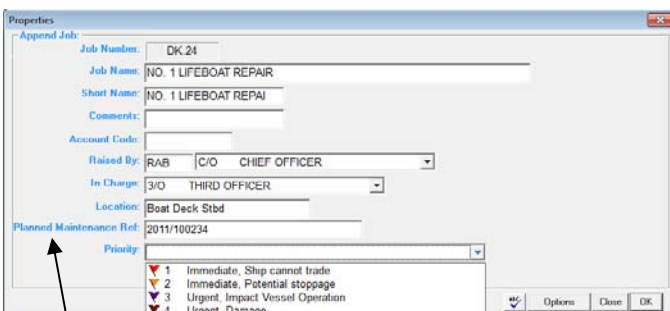 Properties
Append Job:
Job Number: DK.24
Job Name: NO. 1 LIFEBOAT REPAIR
Short Name: NO. 1 LIFEBOAT REPAI
Comments:
Account Code:
Raised By: RAB C/O CHIEF OFFICER
In Charge: 3/O THIRD OFFICER
Location: Boat Deck Stbd
Planned Maintenance Ref: 2011/100234
Priority:
1 Immediate, Ship cannot trade
2 Immediate, Potential stoppage
3 Urgent, Impact Vessel Operation
4 Urgent, Damage
Options Close OK